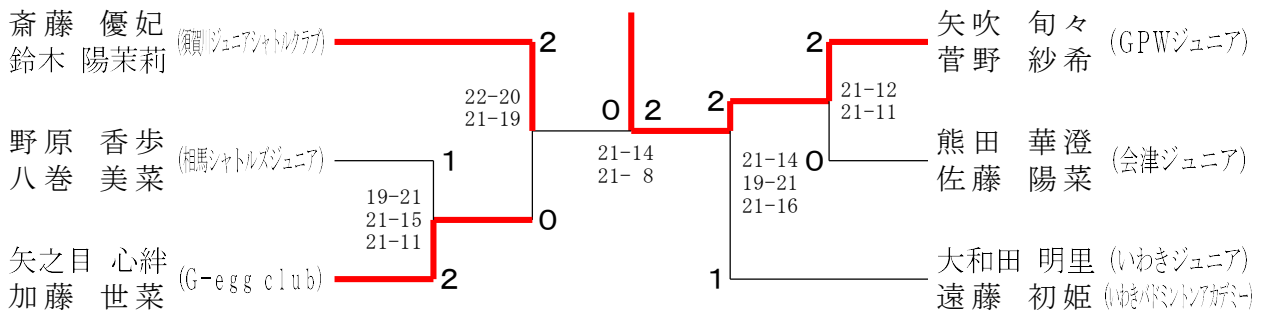 斎藤 優妃
鈴木 陽茉莉
(須賀川ジュニアシャトルクラブ)
2
22-20
21-19
野原 香歩
八巻 美菜
(相馬シャトルズジュニア)
1
19-21
21-15
21-11
0
矢之目 心絆
加藤 世菜
(G-egg club)
2
0
2
21-14
21- 8
2
2
矢吹 旬々
菅野 紗希
(GPWジュニア)
21-12
21-11
0
熊田 華澄
佐藤 陽菜
(会津ジュニア)
21-14
19-21
21-16
1
大和田 明里 (いわきジュニア)
遠藤 初姫 (いわきバドミントンアカデミー)